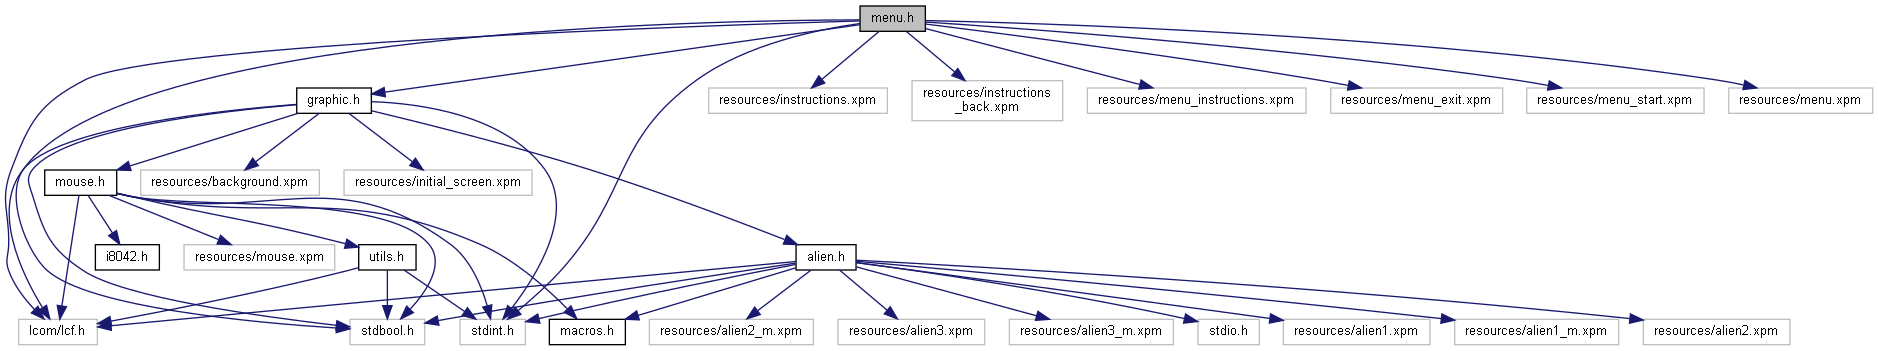 menu.h
graphic.h
resources/instructions.xpm
resources/instructions
_back.xpm
resources/menu_instructions.xpm
resources/menu_exit.xpm
resources/menu_start.xpm
resources/menu.xpm
mouse.h
resources/background.xpm
resources/initial_screen.xpm
i8042.h
resources/mouse.xpm
utils.h
alien.h
lcom/lcf.h
stdbool.h
stdint.h
macros.h
resources/alien2_m.xpm
resources/alien3.xpm
resources/alien3_m.xpm
stdio.h
resources/alien1.xpm
resources/alien1_m.xpm
resources/alien2.xpm